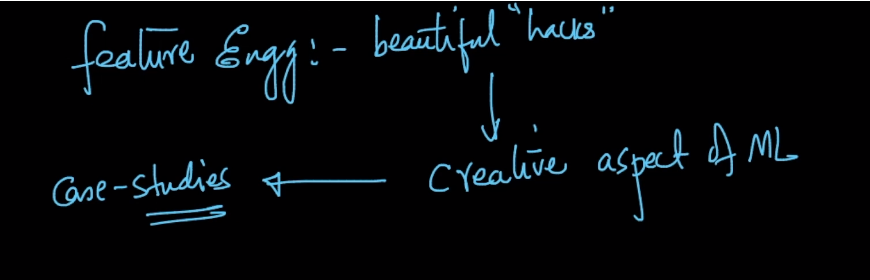 feature Engg:- beautiful "hacks"
Case-studies ← Creative aspect of ML